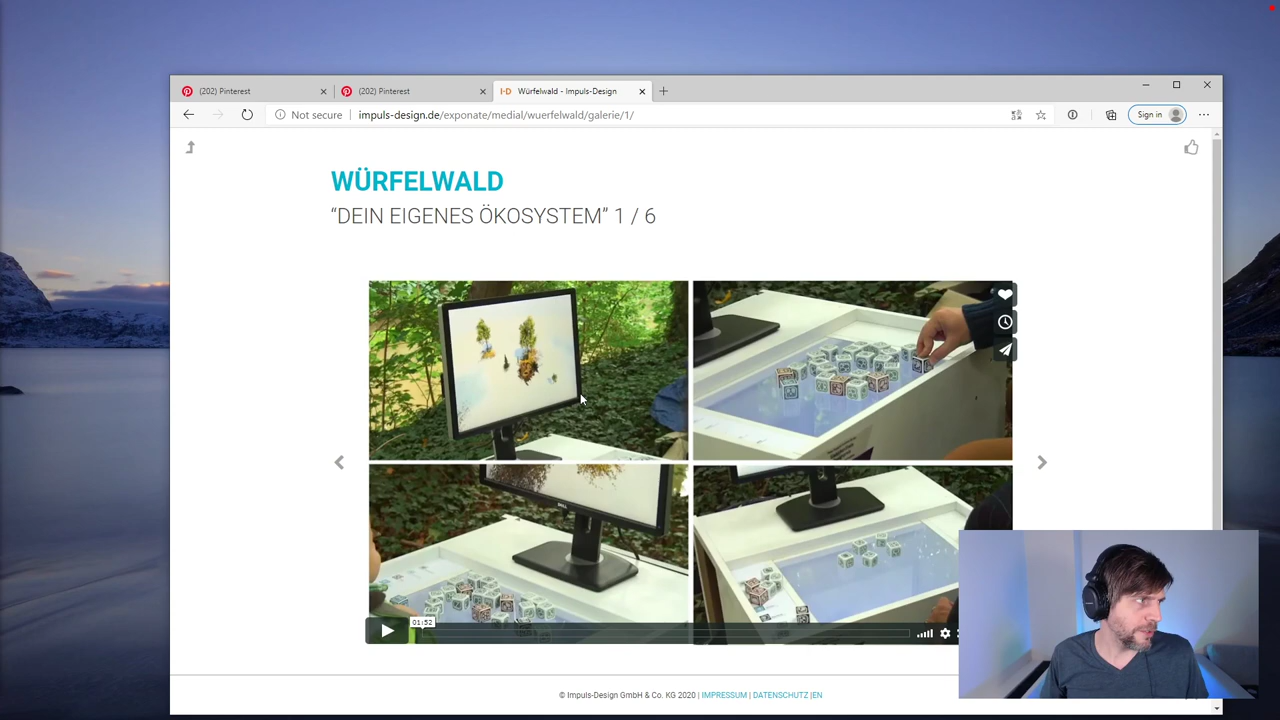 (202) Pinterest
(202) Pinterest
I-D Würfelwald - Impuls-Design
Not secure
impuls-design.de/exponate/medial/wuerfelwald/galerie/1/
Sign in
WÜRFELWALD
“DEIN EIGENES ÖKOSYSTEM” 1 / 6
01:52
© Impuls-Design GmbH & Co. KG 2020 | IMPRESSUM | DATENSCHUTZ |EN